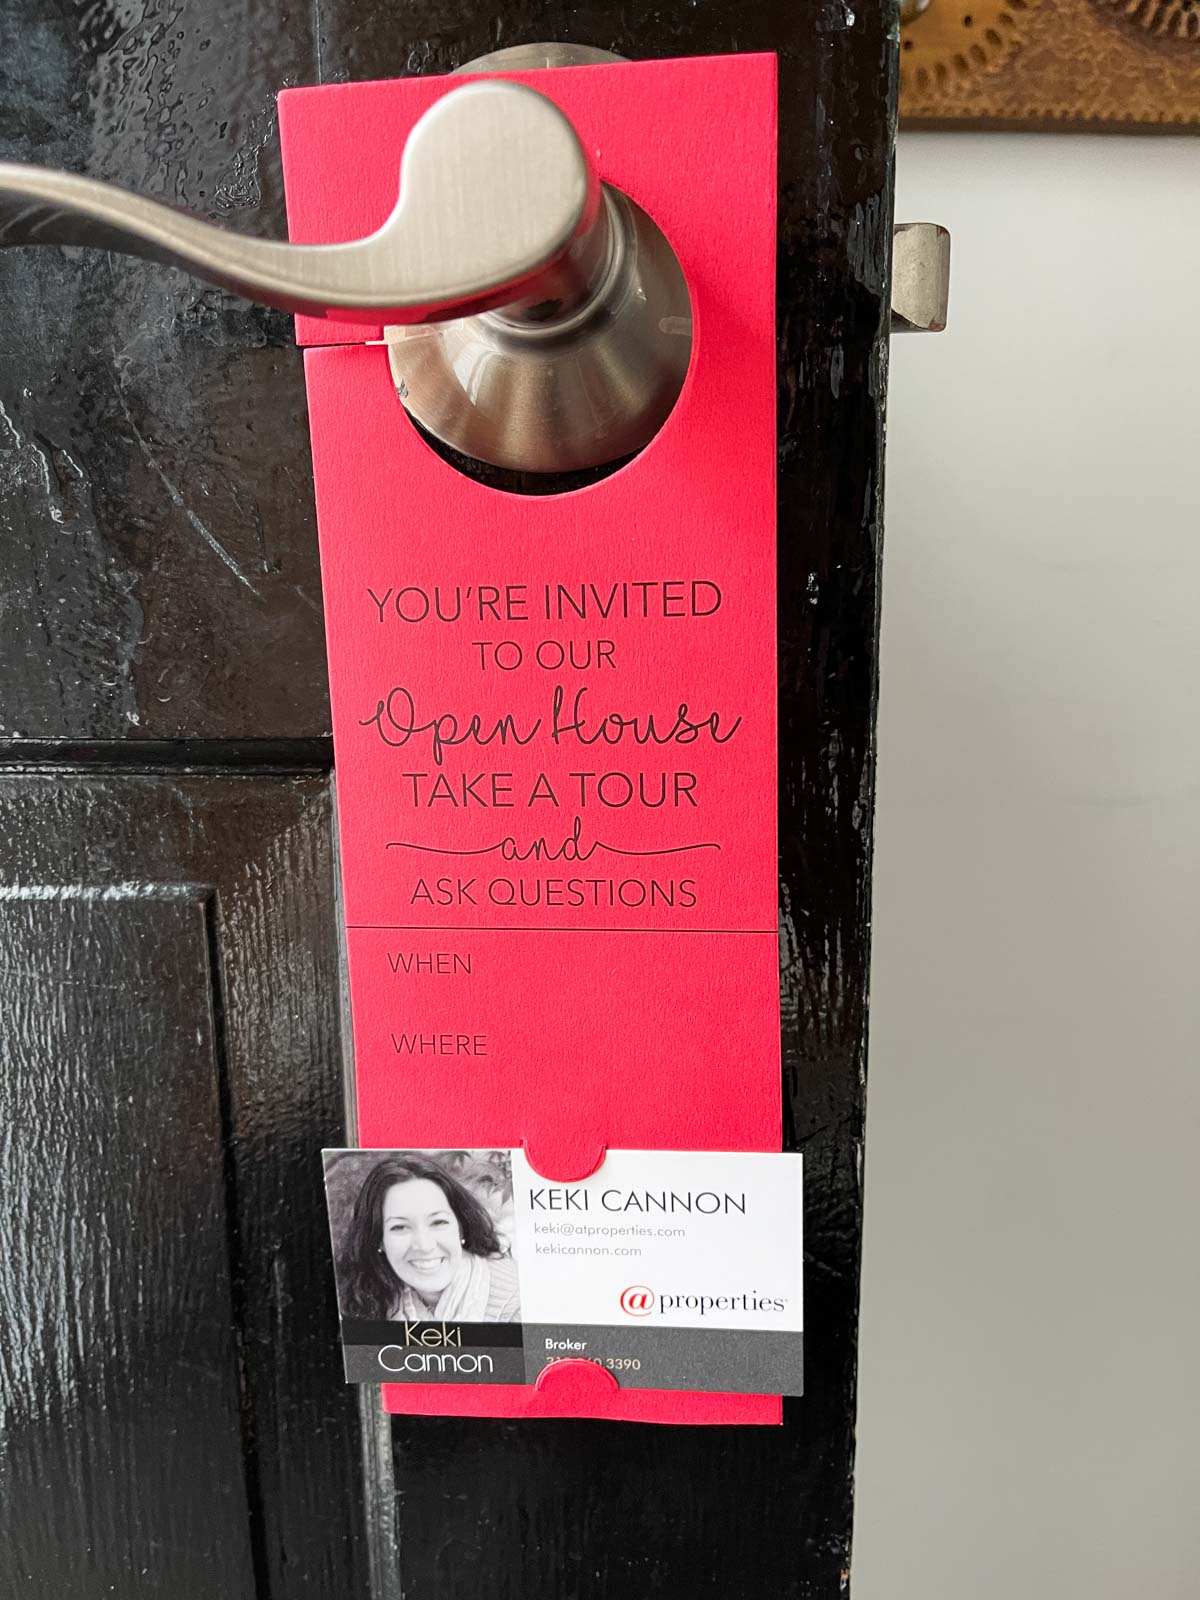 YOU'RE INVITED
TO OUR
Open House
TAKE A TOUR
and
ASK QUESTIONS
WHEN
WHERE
KEKI CANNON
keki@atproperties.com
kekicannon.com
@properties
Keki
Cannon
Broker
3390